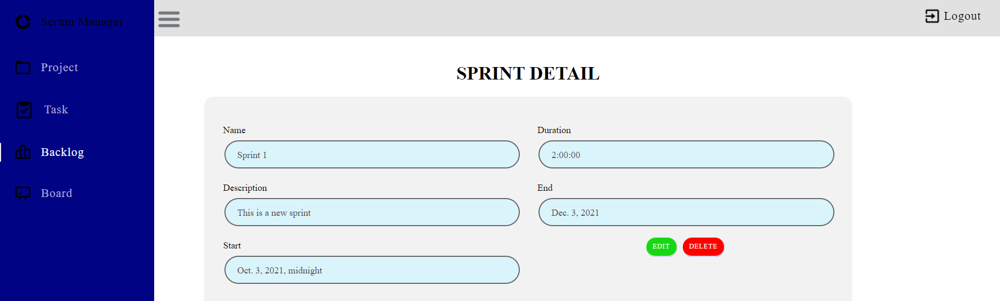 Scrum Manager
Logout
Project
Task
Backlog
Board
SPRINT DETAIL
Name
Sprint 1
Duration
2:00:00
Description
This is a new sprint
End
Dec. 3, 2021
Start
Oct. 3, 2021, midnight
EDIT
DELETE